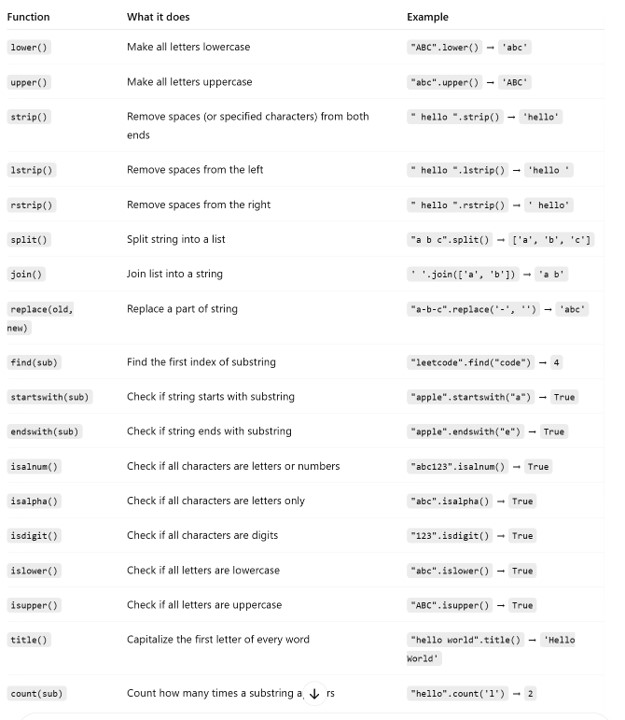 Function What it does Example
lower() Make all letters lowercase "ABC".lower() → 'abc'
upper() Make all letters uppercase "abc".upper() → 'ABC'
strip() Remove spaces (or specified characters) from both " hello ".strip() → 'hello'
ends
lstrip() Remove spaces from the left " hello ".lstrip() → 'hello '
rstrip() Remove spaces from the right " hello ".rstrip() → ' hello'
split() Split string into a list "a b c".split() → ['a', 'b', 'c']
join() Join list into a string ' '.join(['a', 'b']) → 'a b'
replace(old, Replace a part of string "a-b-c".replace('-', '') → 'abc'
new)
find(sub) Find the first index of substring "leetcode".find("code") → 4
startswith(sub) Check if string starts with substring "apple".startswith("a") → True
endswith(sub) Check if string ends with substring "apple".endswith("e") → True
isalnum() Check if all characters are letters or numbers "abc123".isalnum() → True
isalpha() Check if all characters are letters only "abc".isalpha() → True
isdigit() Check if all characters are digits "123".isdigit() → True
islower() Check if all letters are lowercase "abc".islower() → True
isupper() Check if all letters are uppercase "ABC".isupper() → True
title() Capitalize the first letter of every word "hello world".title() → 'Hello
World'
count(sub) Count how many times a substring "hello".count('l') → 2